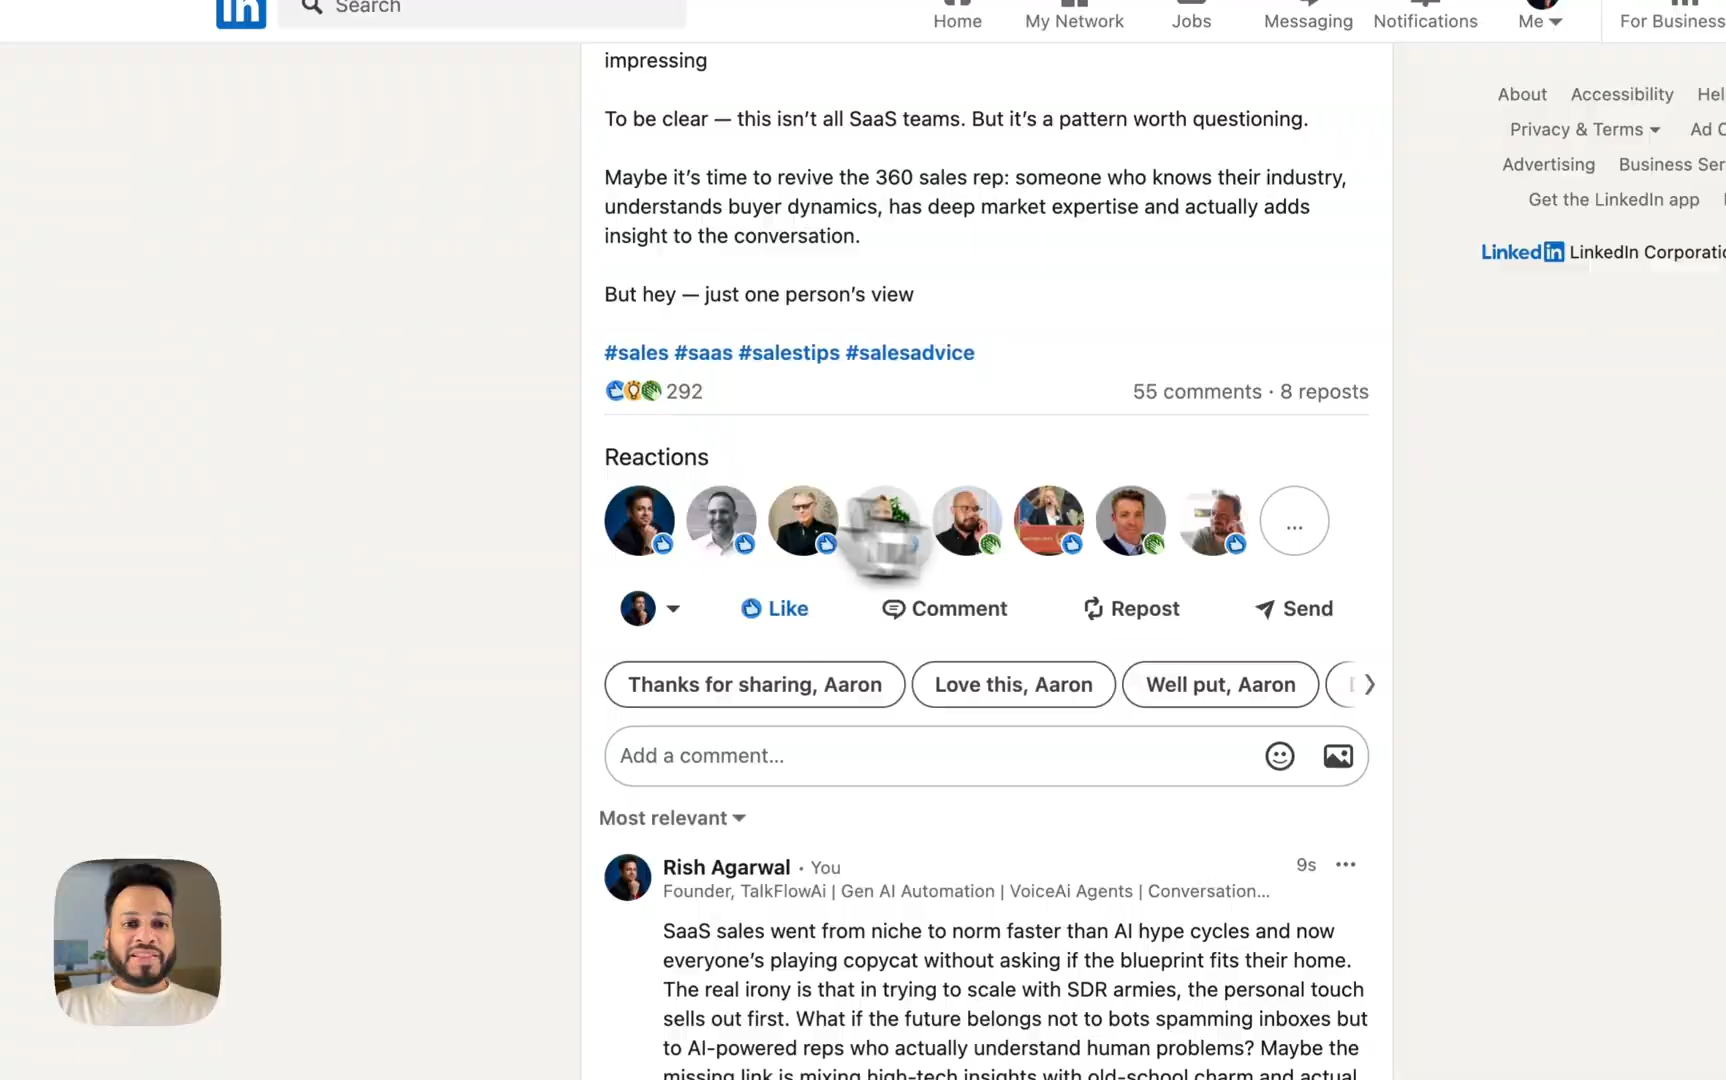 in
Search
Home
My Network
Jobs
Messaging
Notifications
Me
For Business
impressing
To be clear — this isn’t all SaaS teams. But it’s a pattern worth questioning.
Maybe it’s time to revive the 360 sales rep: someone who knows their industry,
understands buyer dynamics, has deep market expertise and actually adds
insight to the conversation.
But hey — just one person’s view
#sales #saas #salestips #salesadvice
292
55 comments · 8 reposts
Reactions
...
Like
Comment
Repost
Send
Thanks for sharing, Aaron
Love this, Aaron
Well put, Aaron
Add a comment...
Most relevant
Rish Agarwal · You
9s
Founder, TalkFlowAi | Gen AI Automation | VoiceAi Agents | Conversation...
SaaS sales went from niche to norm faster than AI hype cycles and now
everyone’s playing copycat without asking if the blueprint fits their home.
The real irony is that in trying to scale with SDR armies, the personal touch
sells out first. What if the future belongs not to bots spamming inboxes but
to AI-powered reps who actually understand human problems? Maybe the
missing link is mixing high-tech insights with old-school charm and actual
About
Accessibility
Hel
Privacy & Terms
Ad
Advertising
Business Ser
Get the LinkedIn app
LinkedIn LinkedIn Corporatio